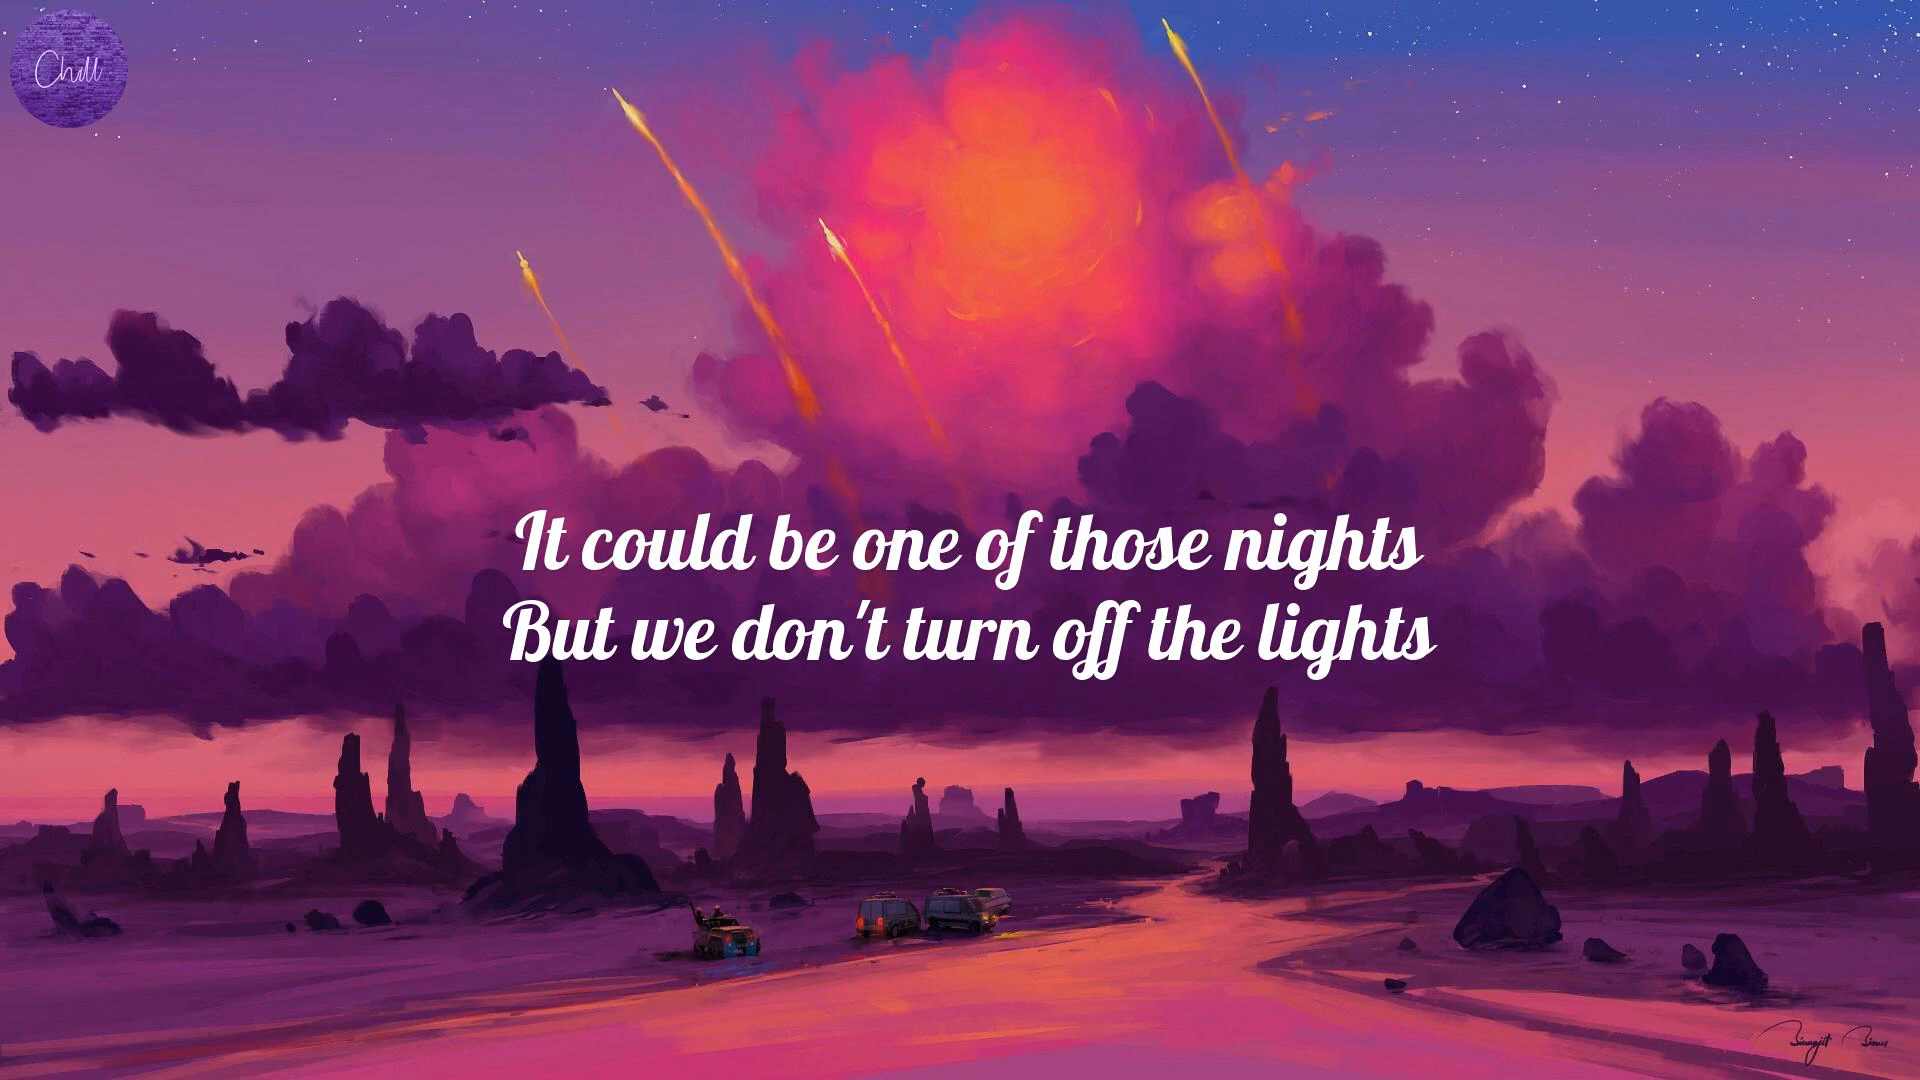 Chill
It could be one of those nights
But we don't turn off the lights